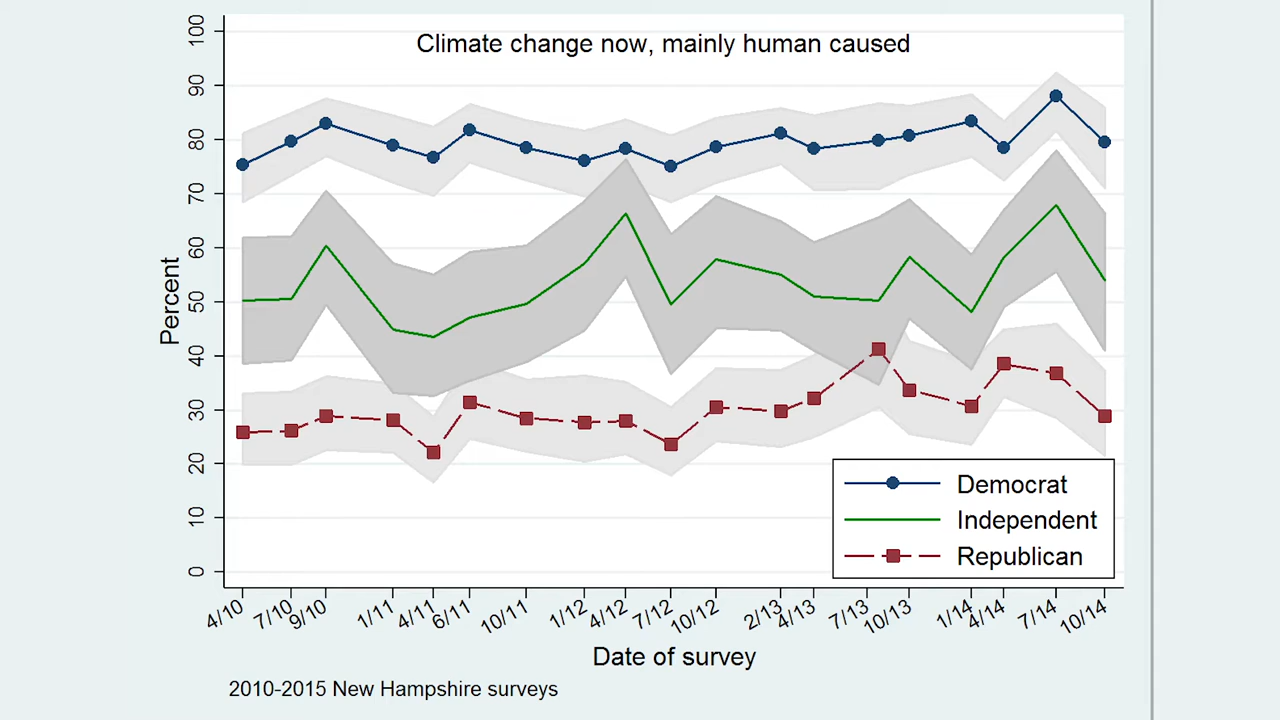 Climate change now, mainly human caused
Percent
100
90
80
70
60
50
40
30
20
10
0
Democrat
Independent
Republican
4/10 7/10 9/10 1/11 4/11 6/11 10/11 1/12 4/12 7/12 10/12 2/13 4/13 7/13 10/13 1/14 4/14 7/14 10/14
Date of survey
2010-2015 New Hampshire surveys